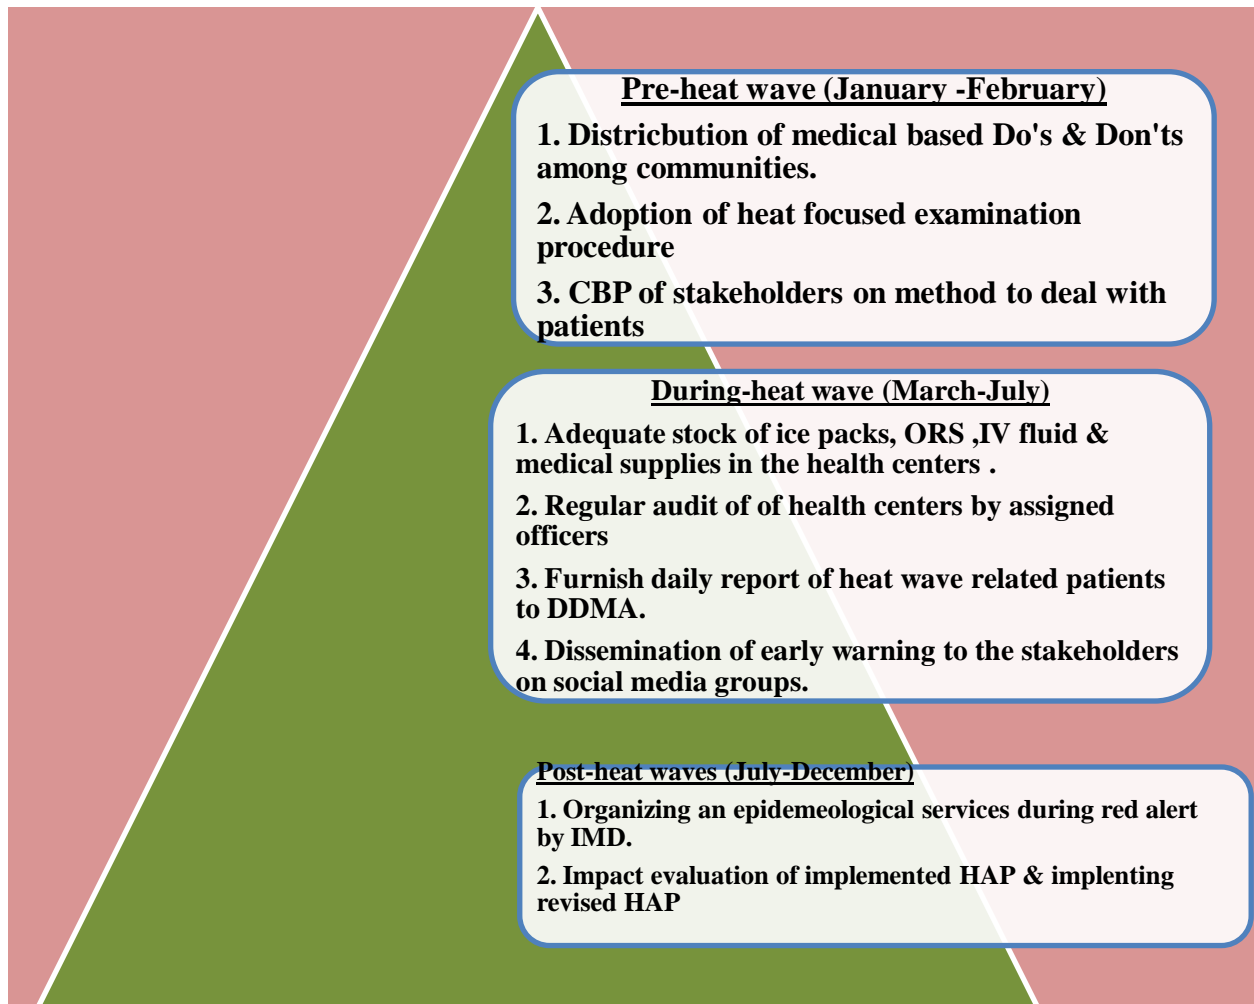 Pre-heat wave (January -February)
1. Districbution of medical based Do's & Don'ts
among communities.
2. Adoption of heat focused examination
procedure
3. CBP of stakeholders on method to deal with
patients
During-heat wave (March-July)
1. Adequate stock of ice packs, ORS ,IV fluid &
medical supplies in the health centers .
2. Regular audit of of health centers by assigned
officers
3. Furnish daily report of heat wave related patients
to DDMA.
4. Dissemination of early warning to the stakeholders
on social media groups.
Post-heat waves (July-December)
1. Organizing an epidemeological services during red alert
by IMD.
2. Impact evaluation of implemented HAP & implenting
revised HAP